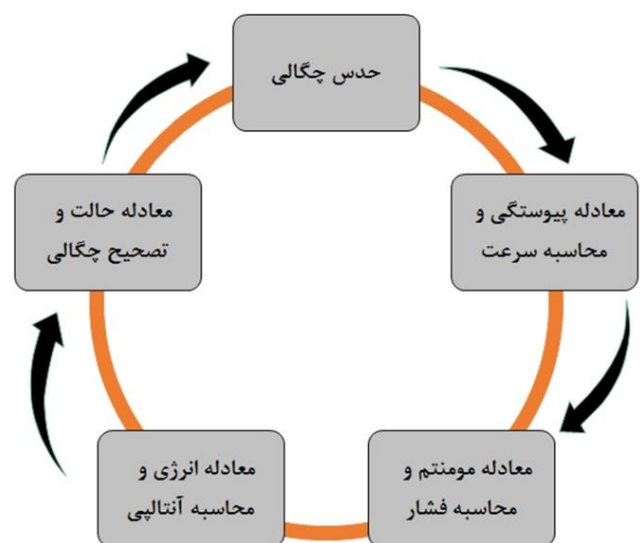 حدس چگالی
معادله پیوستگی و
محاسبه سرعت
معادله مومنتم و
محاسبه فشار
معادله انرژی و
محاسبه آنتالپی
معادله حالت و
تصحیح چگالی